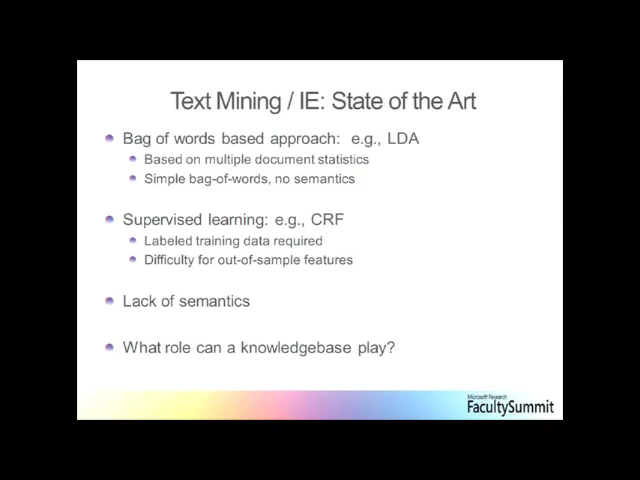 Text Mining / IE: State of the Art
Bag of words based approach: e.g., LDA
Based on multiple document statistics
Simple bag-of-words, no semantics
Supervised learning: e.g., CRF
Labeled training data required
Difficulty for out-of-sample features
Lack of semantics
What role can a knowledgebase play?
Microsoft Research
FacultySummit